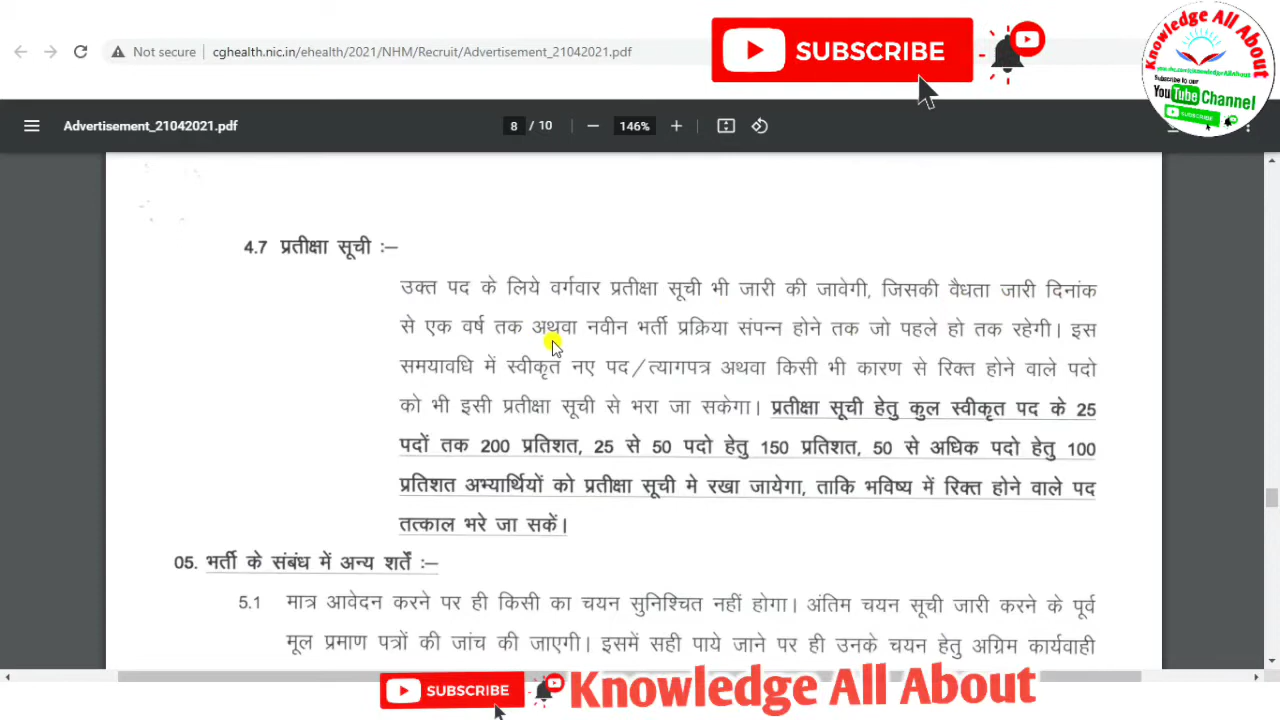 Not secure cghealth.nic.in/ehealth/2021/NHM/Recruit/Advertisement_21042021.pdf
SUBSCRIBE
Knowledge All About
Subscribe to our
YouTube Channel
SUBSCRIBE
Advertisement_21042021.pdf 8 / 10 146%
4.7 प्रतीक्षा सूची :–
उक्त पद के लिये वर्गवार प्रतीक्षा सूची भी जारी की जावेगी, जिसकी वैधता जारी दिनांक
से एक वर्ष तक अथवा नवीन भर्ती प्रक्रिया संपन्न होने तक जो पहले हो तक रहेगी। इस
समयावधि में स्वीकृत नए पद/त्यागपत्र अथवा किसी भी कारण से रिक्त होने वाले पदो
को भी इसी प्रतीक्षा सूची से भरा जा सकेगा। प्रतीक्षा सूची हेतु कुल स्वीकृत पद के 25
पदों तक 200 प्रतिशत, 25 से 50 पदो हेतु 150 प्रतिशत, 50 से अधिक पदो हेतु 100
प्रतिशत अभ्यार्थियों को प्रतीक्षा सूची मे रखा जायेगा, ताकि भविष्य में रिक्त होने वाले पद
तत्काल भरे जा सकें।
05. भर्ती के संबंध में अन्य शर्तें :–
5.1 मात्र आवेदन करने पर ही किसी का चयन सुनिश्चित नहीं होगा। अंतिम चयन सूची जारी करने के पूर्व
मूल प्रमाण पत्रों की जांच की जाएगी। इसमें सही पाये जाने पर ही उनके चयन हेतु अग्रिम कार्यवाही
SUBSCRIBE Knowledge All About